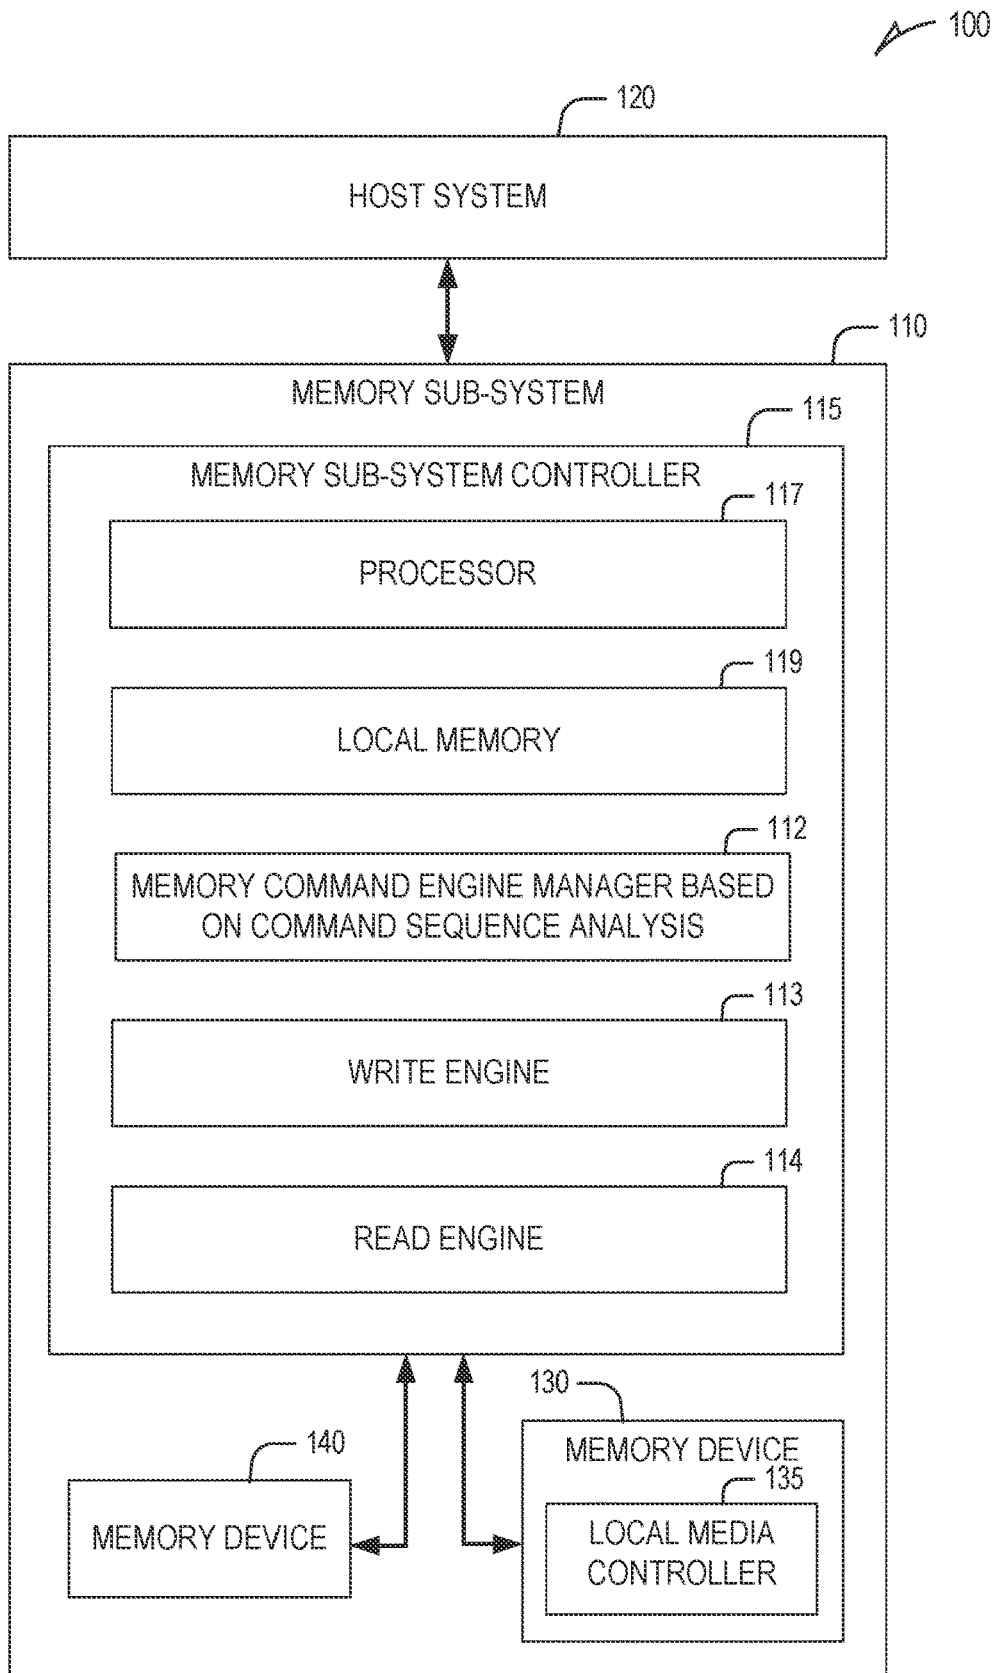 100
120
HOST SYSTEM
110
MEMORY SUB-SYSTEM
115
MEMORY SUB-SYSTEM CONTROLLER
117
PROCESSOR
119
LOCAL MEMORY
112
MEMORY COMMAND ENGINE MANAGER BASED
ON COMMAND SEQUENCE ANALYSIS
113
WRITE ENGINE
114
READ ENGINE
130
MEMORY DEVICE
135
LOCAL MEDIA
CONTROLLER
140
MEMORY DEVICE